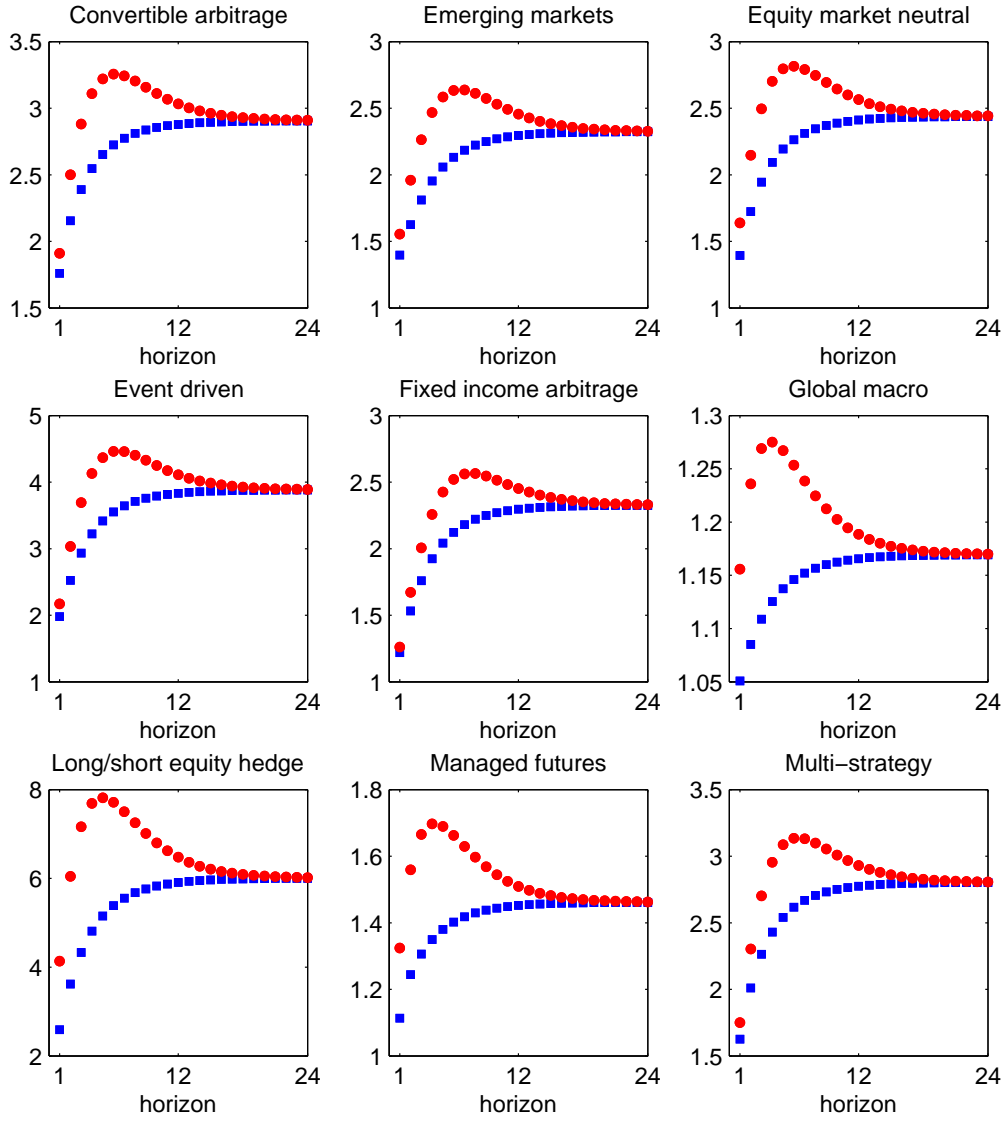 Convertible arbitrage
3.5
3
2.5
2
1.5
1 12 24
horizon
Emerging markets
3
2.5
2
1.5
1
1 12 24
horizon
Equity market neutral
3
2.5
2
1.5
1
1 12 24
horizon
Event driven
5
4
3
2
1
1 12 24
horizon
Fixed income arbitrage
3
2.5
2
1.5
1
1 12 24
horizon
Global macro
1.3
1.25
1.2
1.15
1.1
1.05
1 12 24
horizon
Long/short equity hedge
8
6
4
2
1 12 24
horizon
Managed futures
1.8
1.6
1.4
1.2
1
1 12 24
horizon
Multi−strategy
3.5
3
2.5
2
1.5
1 12 24
horizon